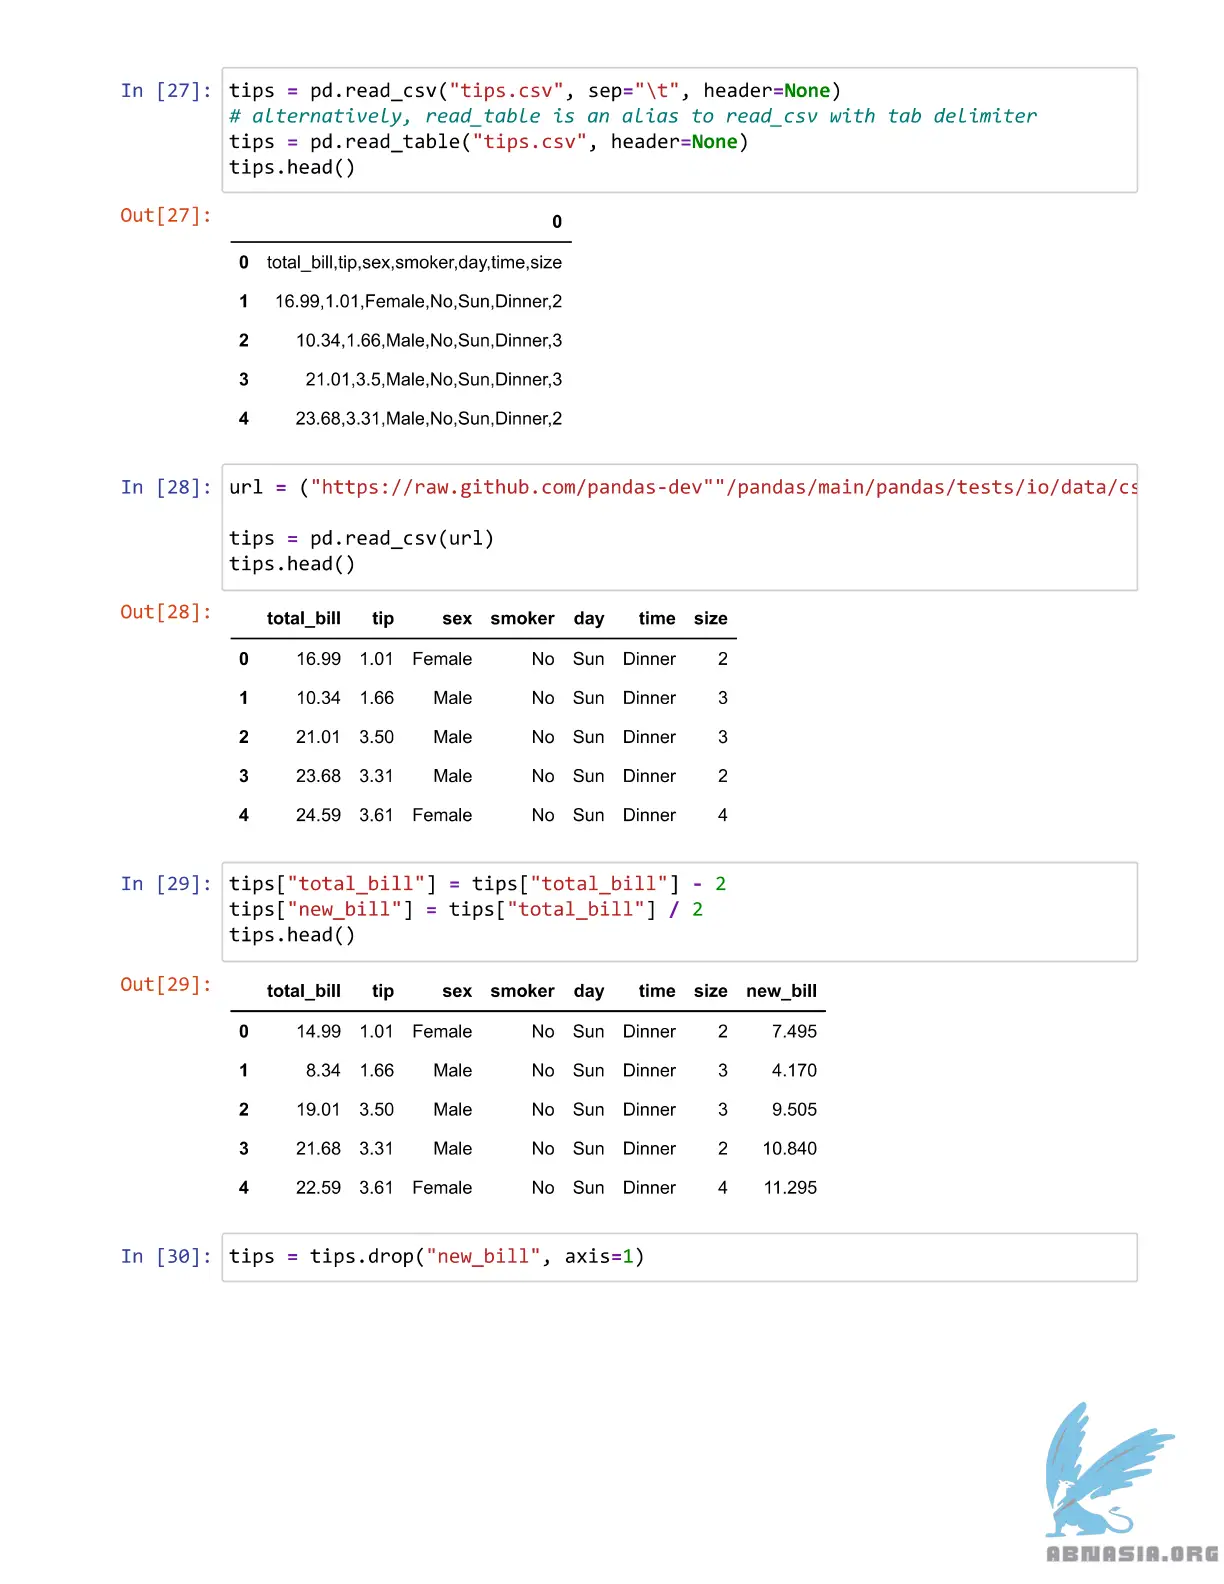 In [27]: tips = pd.read_csv("tips.csv", sep="\t", header=None)
# alternatively, read_table is an alias to read_csv with tab delimiter
tips = pd.read_table("tips.csv", header=None)
tips.head()
Out[27]:
0
0 total_bill,tip,sex,smoker,day,time,size
1 16.99,1.01,Female,No,Sun,Dinner,2
2 10.34,1.66,Male,No,Sun,Dinner,3
3 21.01,3.5,Male,No,Sun,Dinner,3
4 23.68,3.31,Male,No,Sun,Dinner,2
In [28]: url = ("https://raw.github.com/pandas-dev""/pandas/main/pandas/tests/io/data/cs
tips = pd.read_csv(url)
tips.head()
Out[28]:
total_bill tip sex smoker day time size
0 16.99 1.01 Female No Sun Dinner 2
1 10.34 1.66 Male No Sun Dinner 3
2 21.01 3.50 Male No Sun Dinner 3
3 23.68 3.31 Male No Sun Dinner 2
4 24.59 3.61 Female No Sun Dinner 4
In [29]: tips["total_bill"] = tips["total_bill"] - 2
tips["new_bill"] = tips["total_bill"] / 2
tips.head()
Out[29]:
total_bill tip sex smoker day time size new_bill
0 14.99 1.01 Female No Sun Dinner 2 7.495
1 8.34 1.66 Male No Sun Dinner 3 4.170
2 19.01 3.50 Male No Sun Dinner 3 9.505
3 21.68 3.31 Male No Sun Dinner 2 10.840
4 22.59 3.61 Female No Sun Dinner 4 11.295
In [30]: tips = tips.drop("new_bill", axis=1)
ABNASIA.ORG